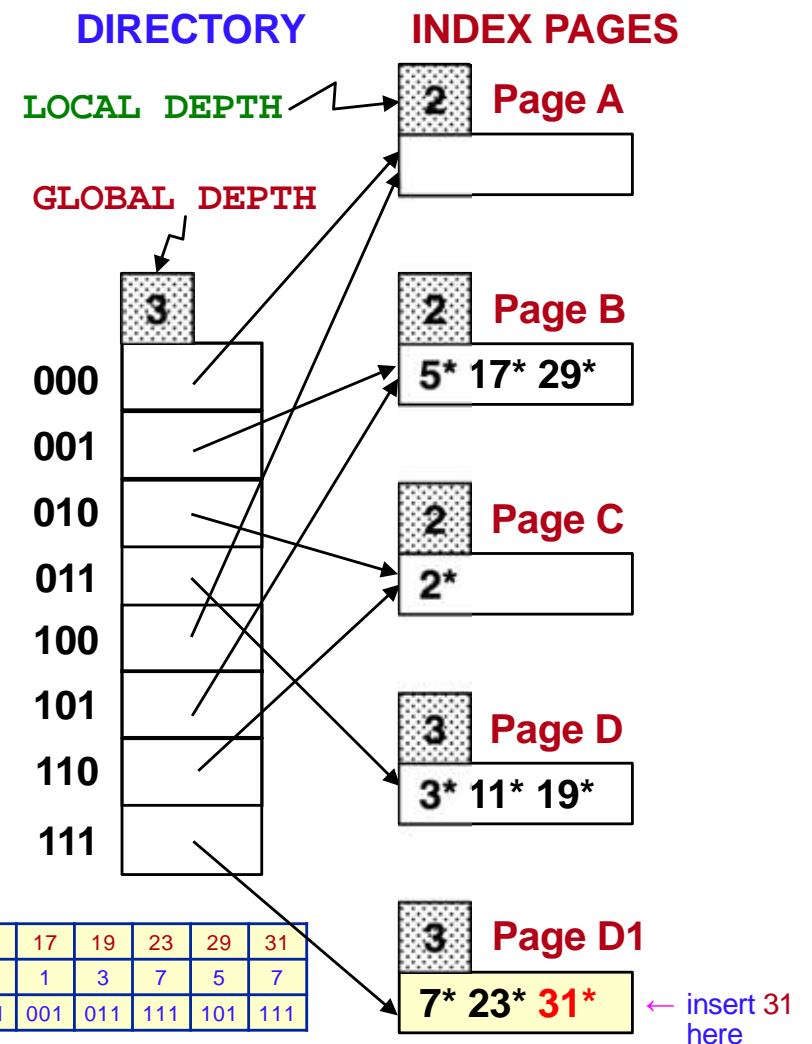 DIRECTORY INDEX PAGES
LOCAL DEPTH
2 Page A
GLOBAL DEPTH
3
2 Page B
000
5* 17* 29*
001
010
2 Page C
011
2*
100
101
3 Page D
110
3* 11* 19*
111
3 Page D1
17 19 23 29 31
1 3 7 5 7
001 011 111 101 111
7* 23* 31*
← insert 31
here